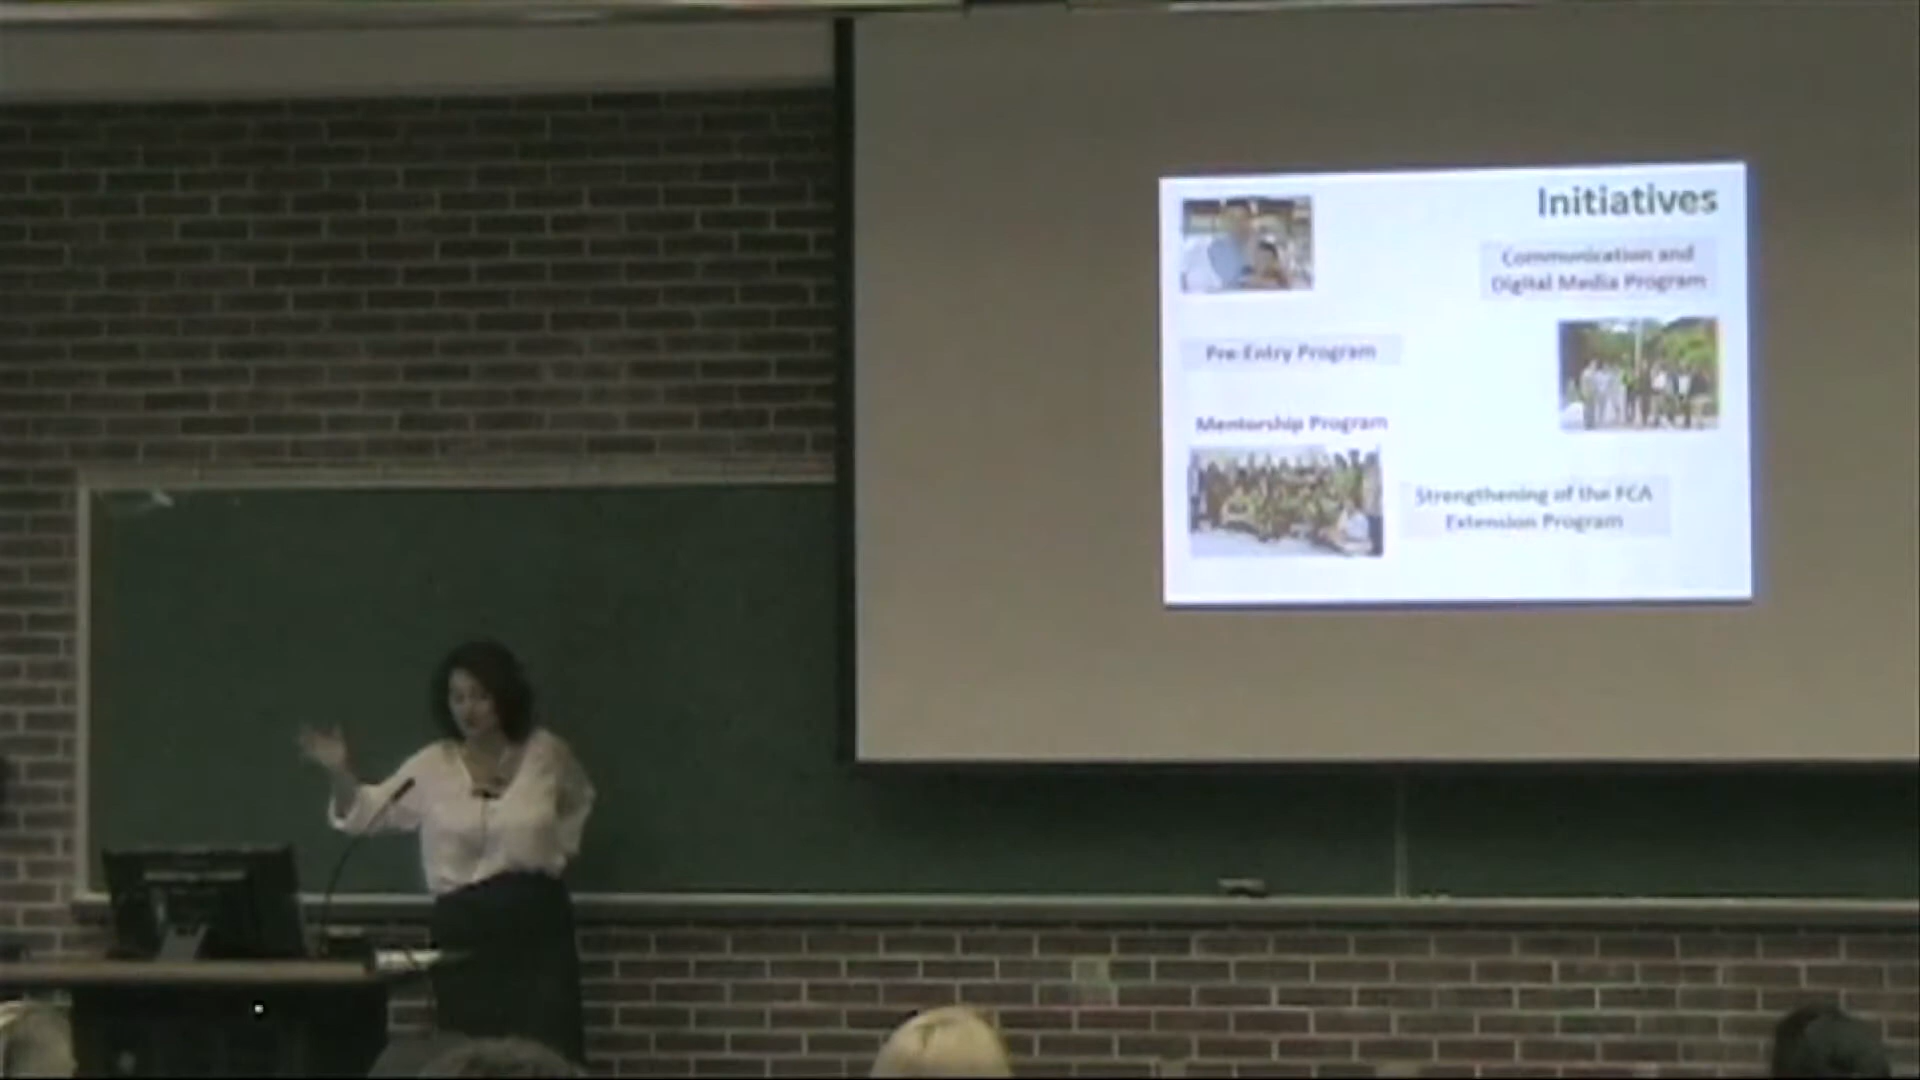 Initiatives
Communication and
Digital Media Program
Pre-Entry Program
Mentorship Program
Strengthening of the FCA
Extension Program